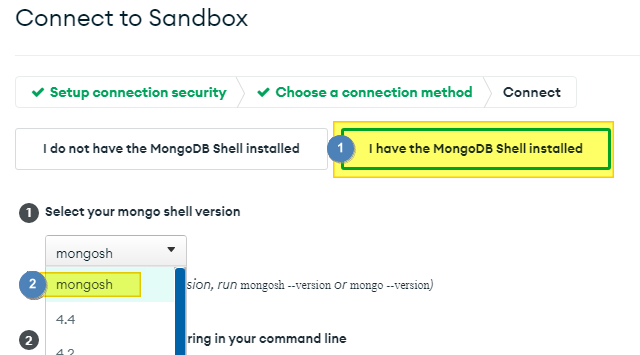 Connect to Sandbox
Setup connection security
Choose a connection method
Connect
I do not have the MongoDB Shell installed
1
I have the MongoDB Shell installed
1 Select your mongo shell version
mongosh
2 mongosh
sion, run mongosh --version or mongo --version)
4.4
2
ring in your command line
4.2